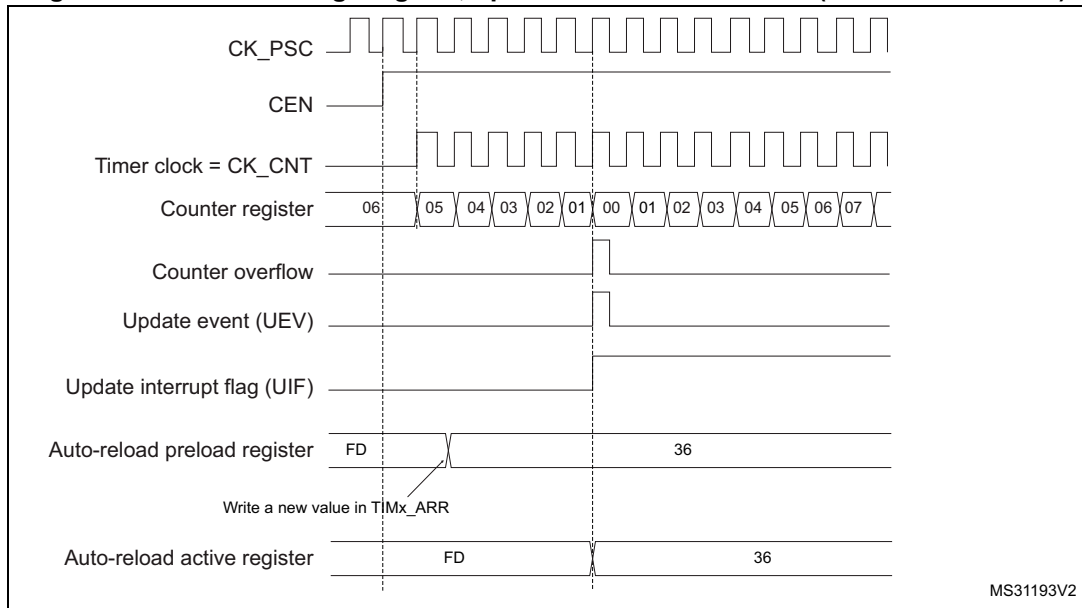 CK_PSC
CEN
Timer clock = CK_CNT
Counter register 06 05 04 03 02 01 00 01 02 03 04 05 06 07
Counter overflow
Update event (UEV)
Update interrupt flag (UIF)
Auto-reload preload register FD 36
Write a new value in TIMx_ARR
Auto-reload active register FD 36
MS31193V2